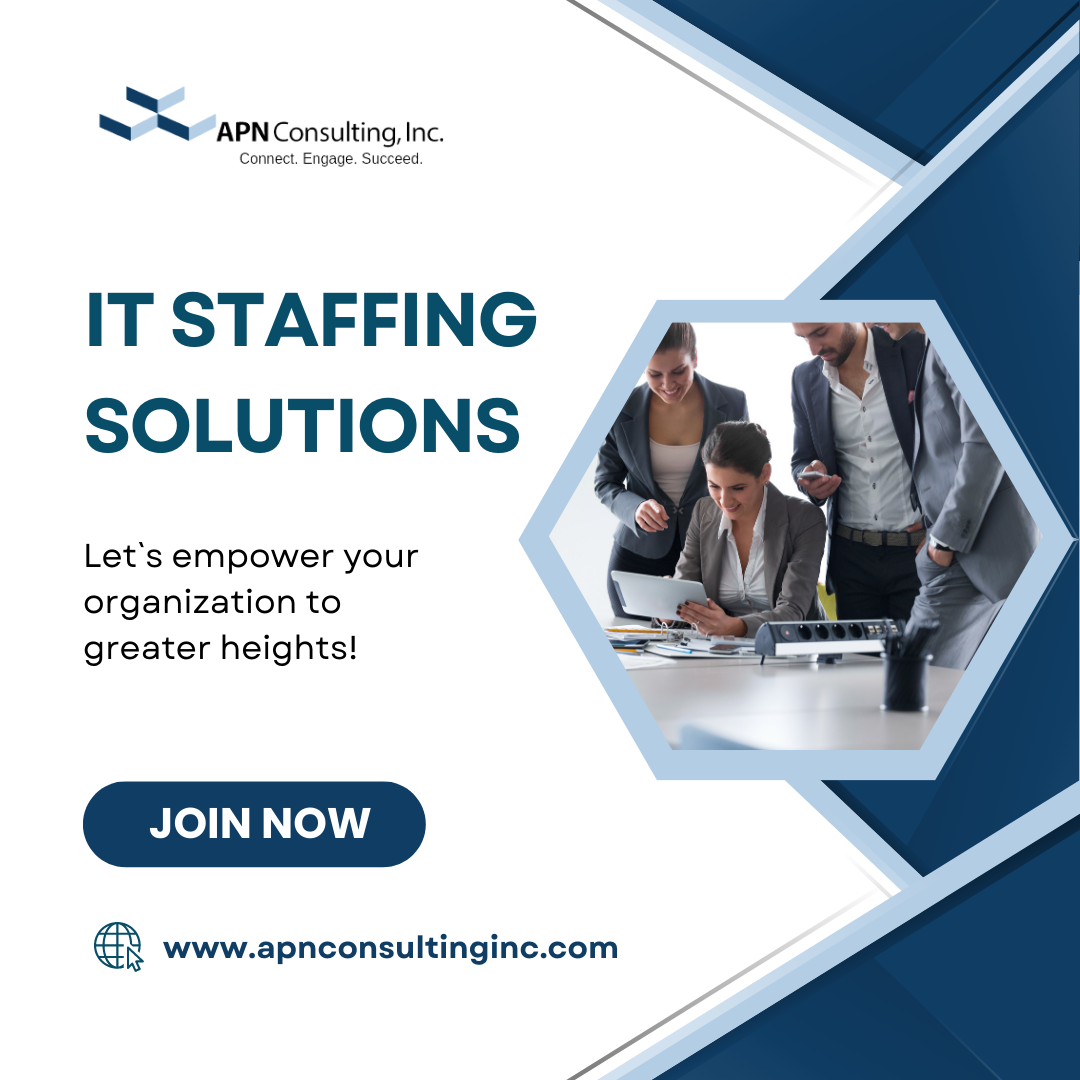 APN Consulting, Inc.
Connect. Engage. Succeed.
IT STAFFING
SOLUTIONS
Let`s empower your
organization to
greater heights!
JOIN NOW
www.apnconsultinginc.com